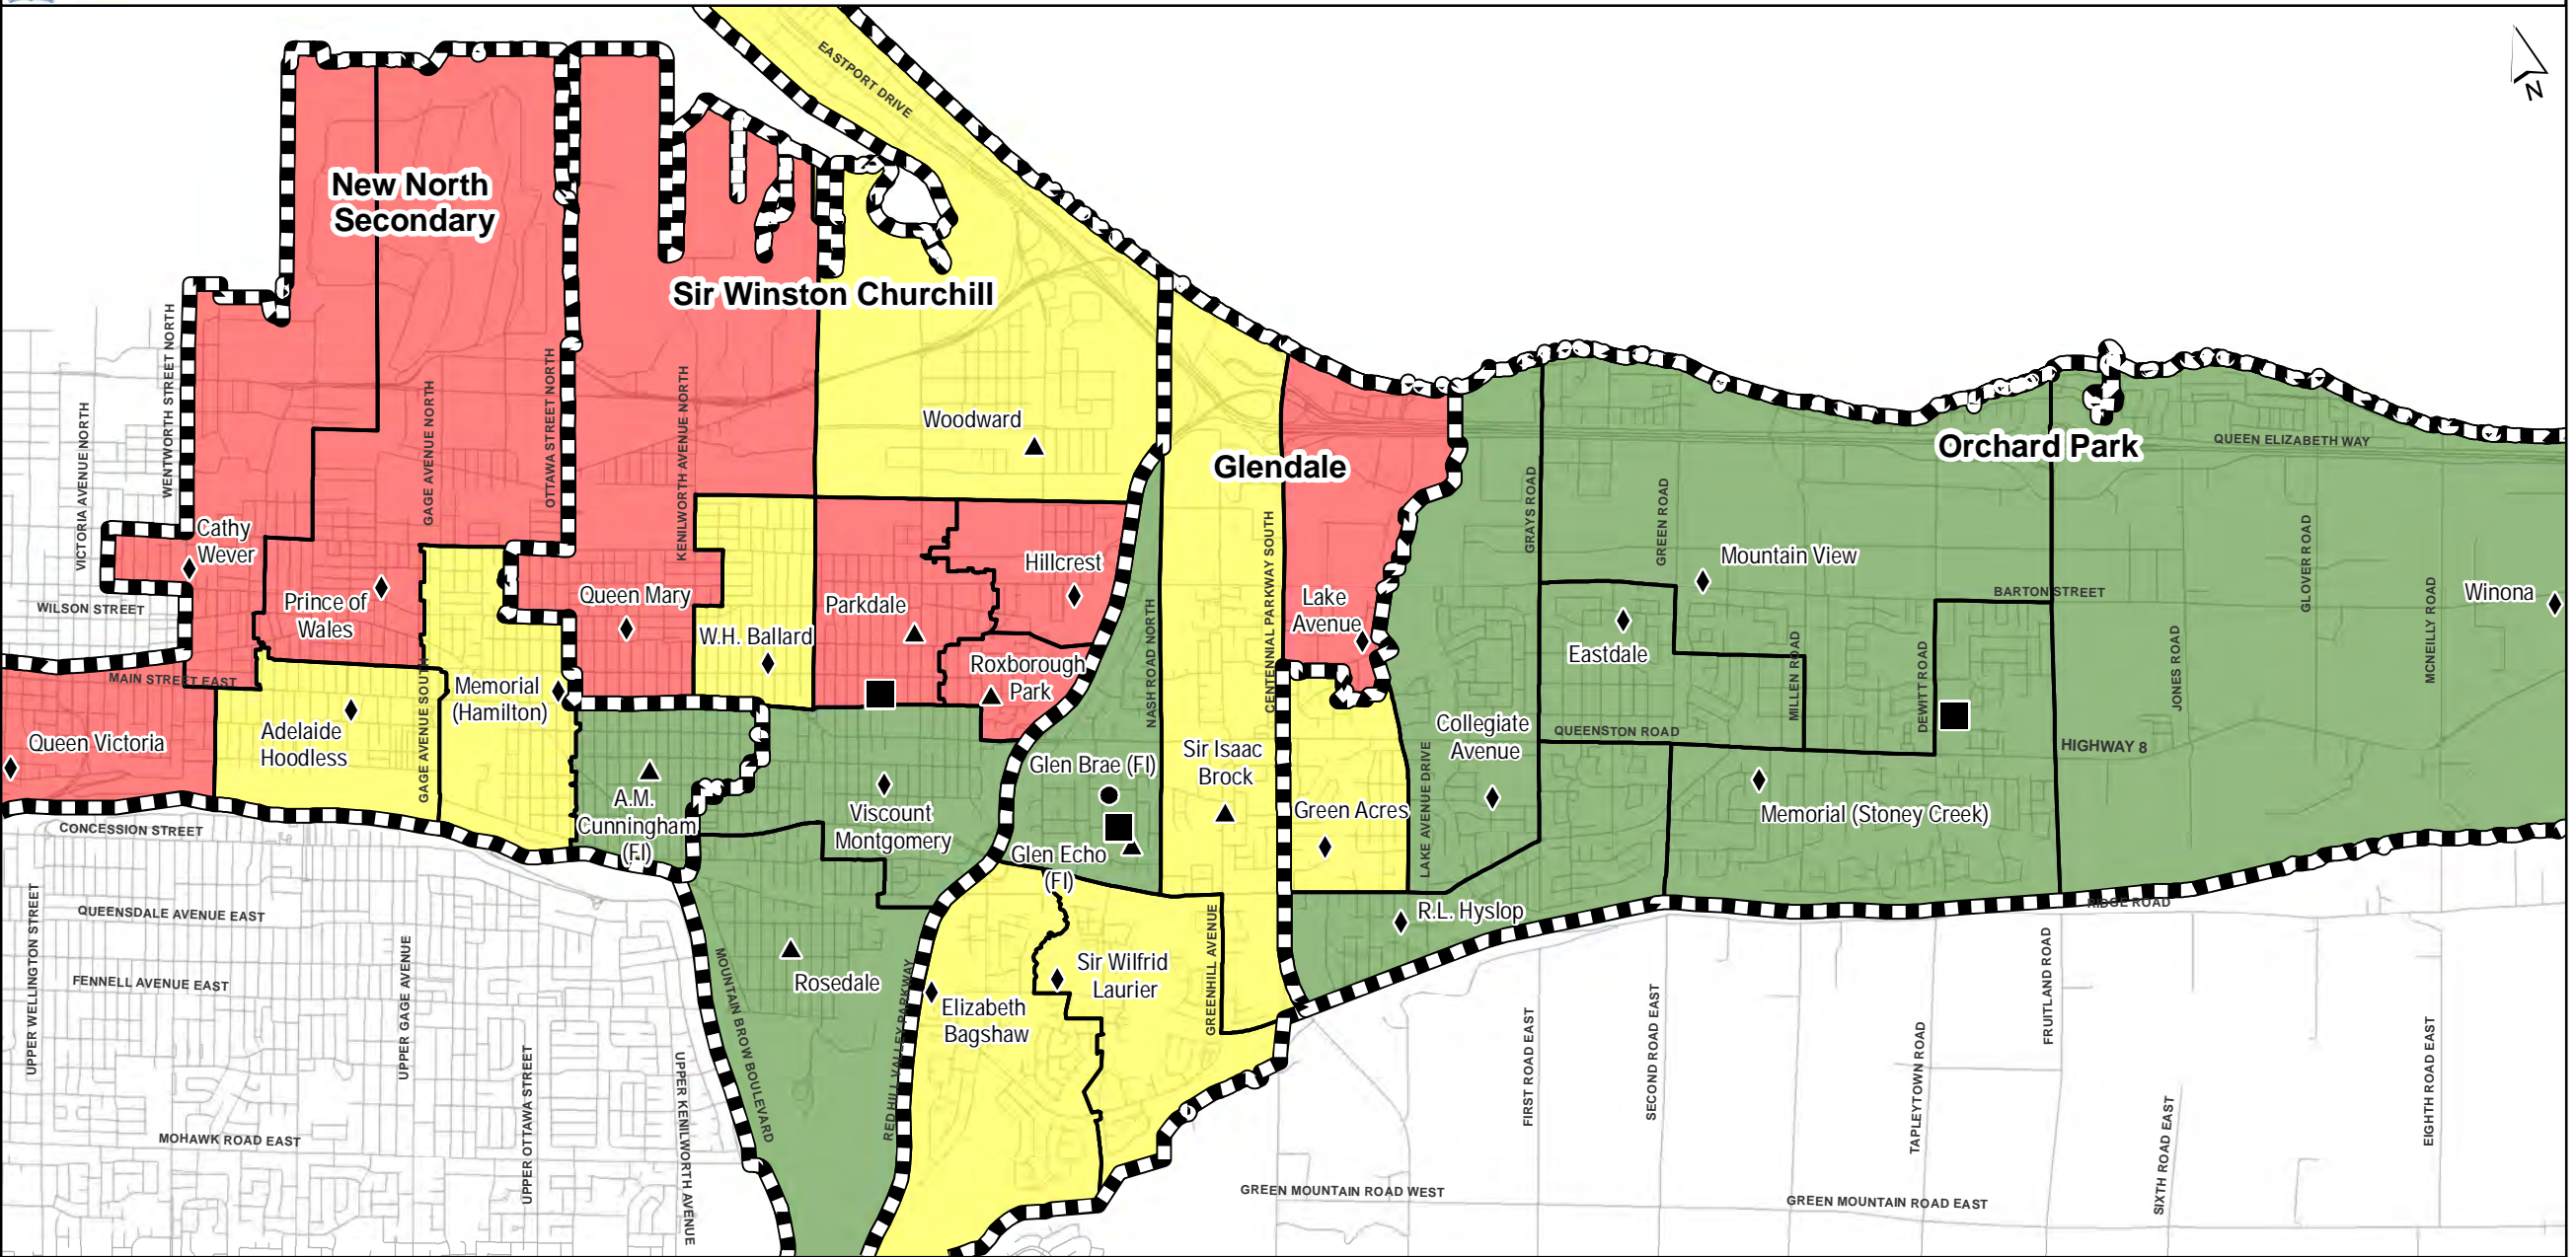 EASTPORT DRIVE
N
New North
Secondary
Sir Winston Churchill
Glendale
Orchard Park
QUEEN ELIZABETH WAY
VICTORIA AVENUE NORTH
WENTWORTH STREET NORTH
GAGE AVENUE NORTH
OTTAWA STREET NORTH
KENILWORTH AVENUE NORTH
Woodward
Cathy
Wever
WILSON STREET
Prince of
Wales
Queen Mary
W.H. Ballard
Parkdale
Hillcrest
Roxborough
Park
NASH ROAD NORTH
CENTENNIAL PARKWAY SOUTH
Lake
Avenue
GRAYS ROAD
GREEN ROAD
Mountain View
BARTON STREET
GLOVER ROAD
MCNEILLY ROAD
Winona
Eastdale
MILLEN ROAD
DEWITT ROAD
JONES ROAD
MAIN STREET EAST
Queen Victoria
Adelaide
Hoodless
GAGE AVENUE SOUTH
Memorial
(Hamilton)
A.M.
Cunningham
(FI)
Viscount
Montgomery
Glen Brae (FI)
Glen Echo
(FI)
Sir Isaac
Brock
Green Acres
LAKE AVENUE DRIVE
Collegiate
Avenue
QUEENSTON ROAD
HIGHWAY 8
Memorial (Stoney Creek)
CONCESSION STREET
QUEENSDALE AVENUE EAST
FENNELL AVENUE EAST
MOHAWK ROAD EAST
UPPER WELLINGTON STREET
UPPER GAGE AVENUE
UPPER OTTAWA STREET
UPPER KENILWORTH AVENUE
MOUNTAIN BROW BOULEVARD
Rosedale
RED HILL VALLEY PARKWAY
Elizabeth
Bagshaw
Sir Wilfrid
Laurier
GREENHILL AVENUE
R.L. Hyslop
RIDGE ROAD
FIRST ROAD EAST
SECOND ROAD EAST
TAPLEYTOWN ROAD
FRUITLAND ROAD
SIXTH ROAD EAST
EIGHTH ROAD EAST
GREEN MOUNTAIN ROAD WEST
GREEN MOUNTAIN ROAD EAST